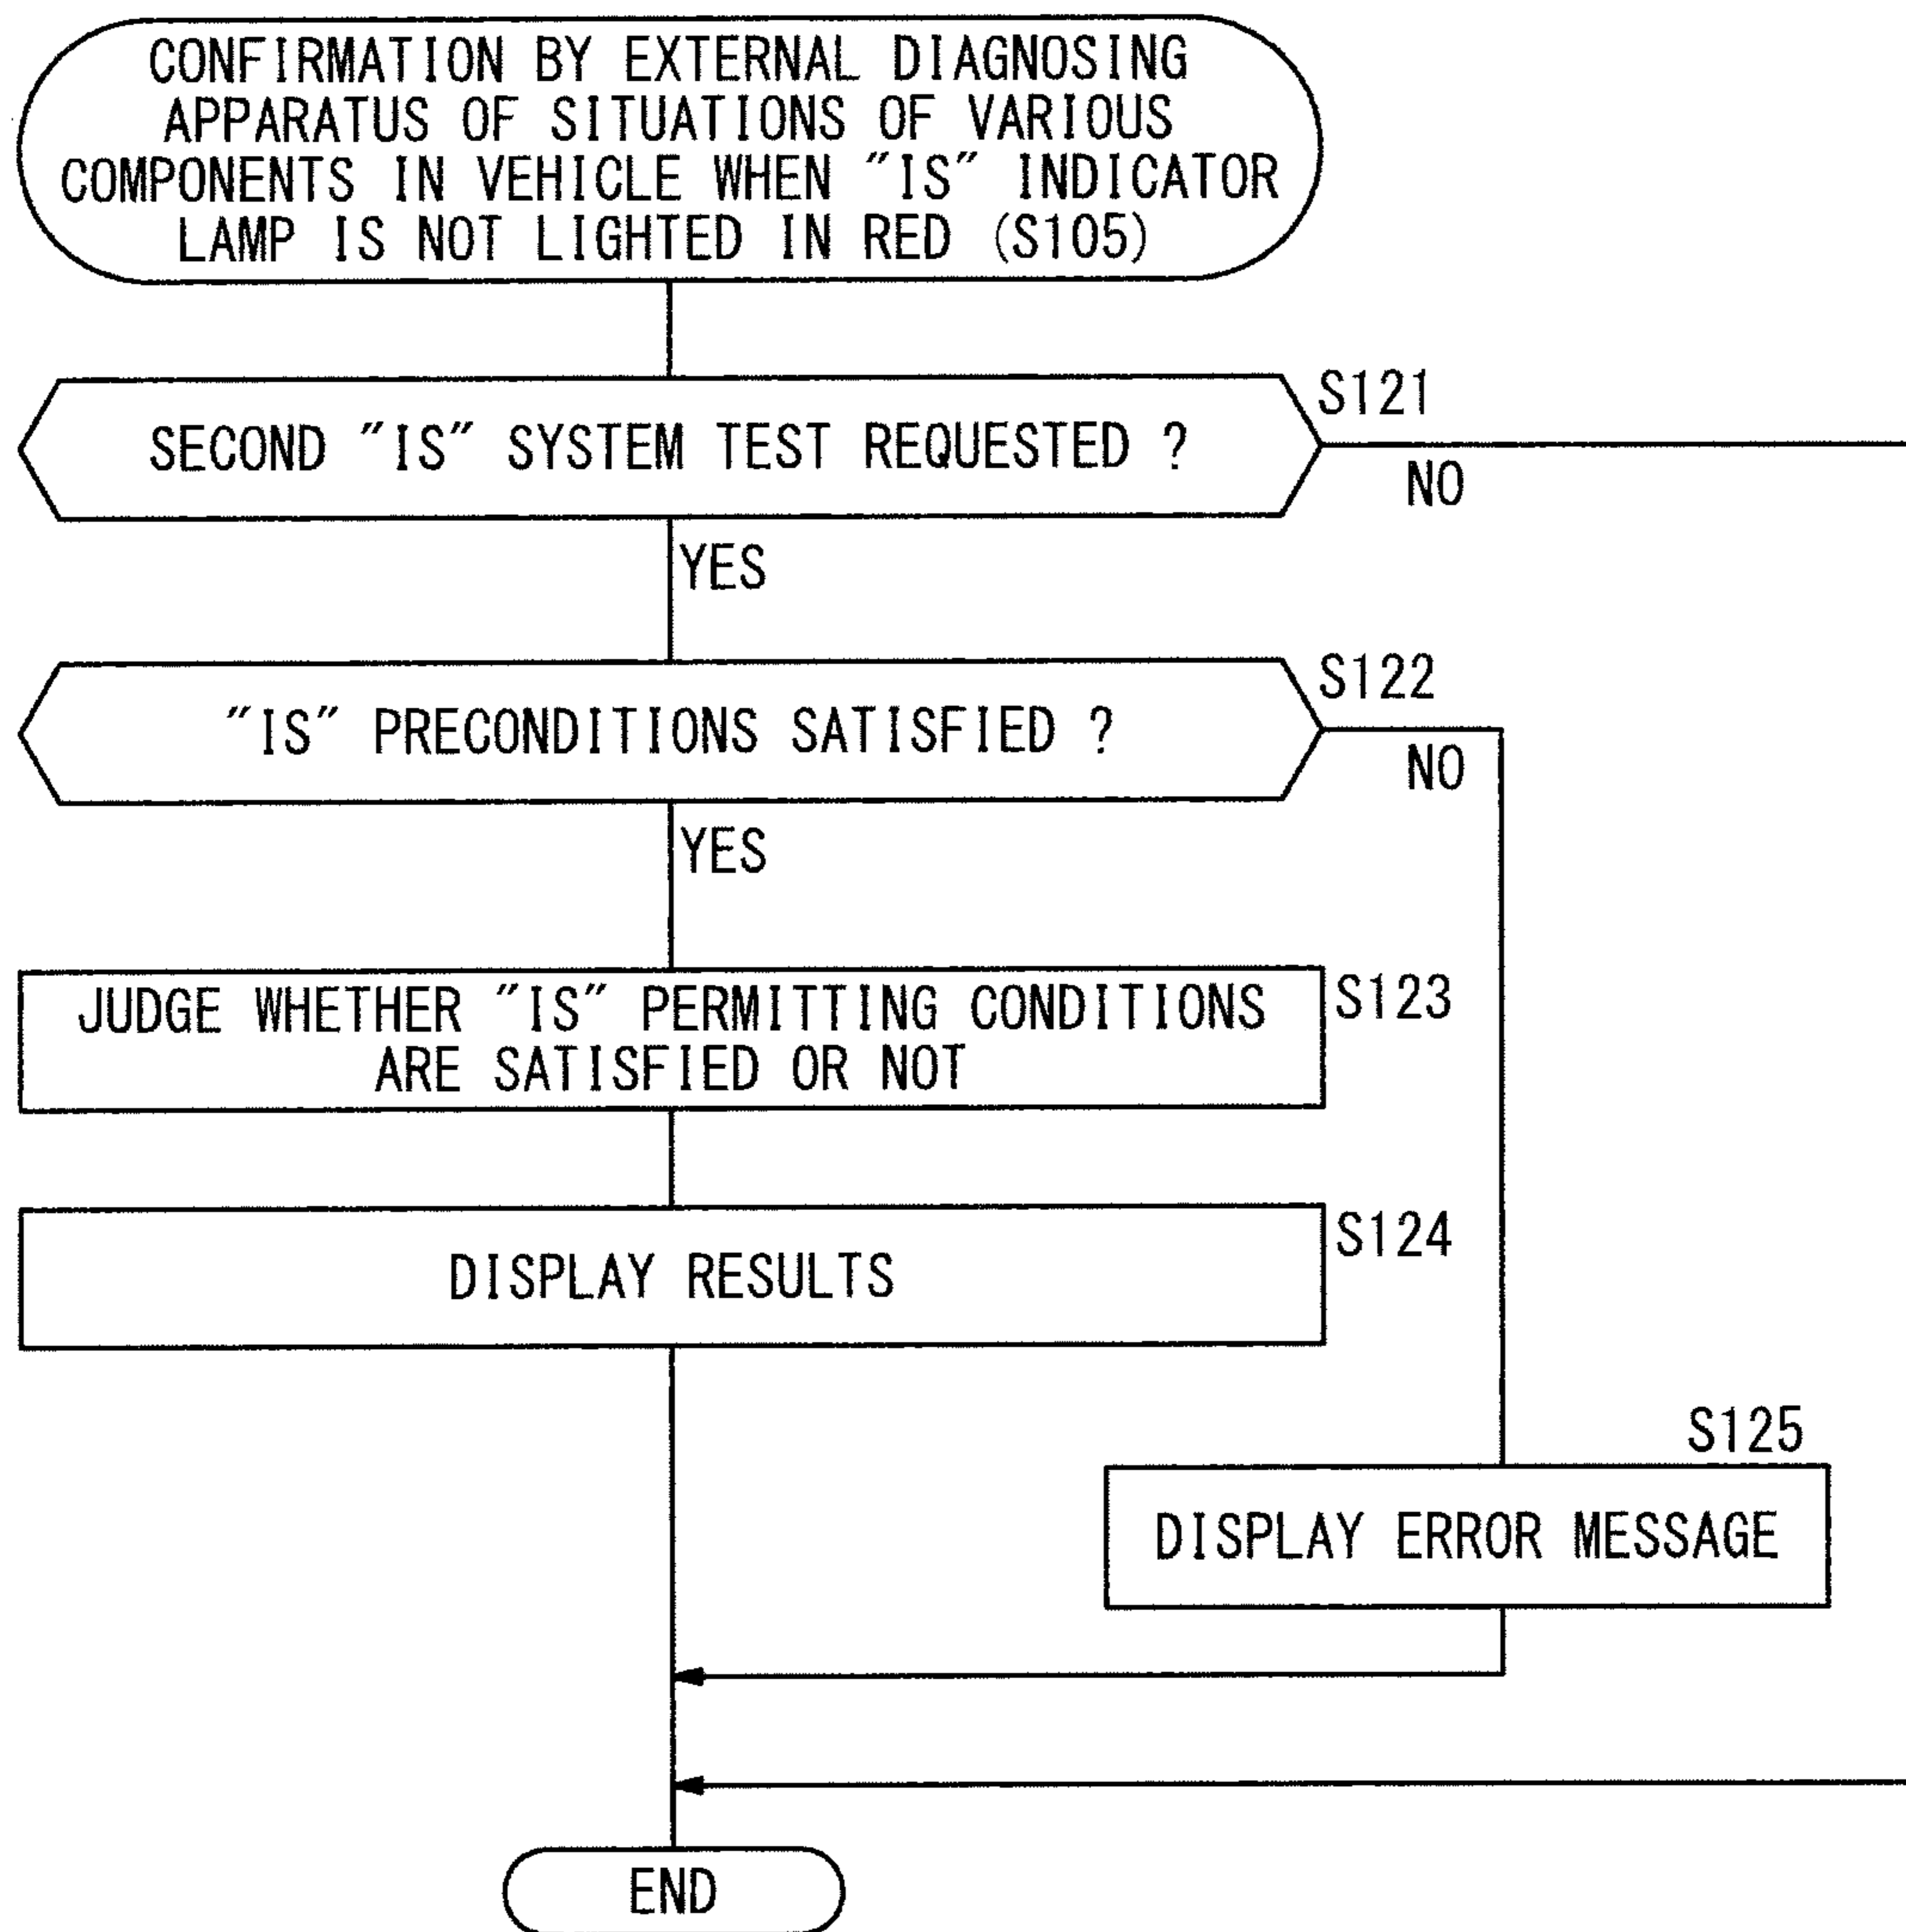 CONFIRMATION BY EXTERNAL DIAGNOSING
APPARATUS OF SITUATIONS OF VARIOUS
COMPONENTS IN VEHICLE WHEN "IS" INDICATOR
LAMP IS NOT LIGHTED IN RED (S105)
S121
SECOND "IS" SYSTEM TEST REQUESTED ?
NO
YES
S122
"IS" PRECONDITIONS SATISFIED ?
NO
YES
S123
JUDGE WHETHER "IS" PERMITTING CONDITIONS
ARE SATISFIED OR NOT
S124
DISPLAY RESULTS
S125
DISPLAY ERROR MESSAGE
END